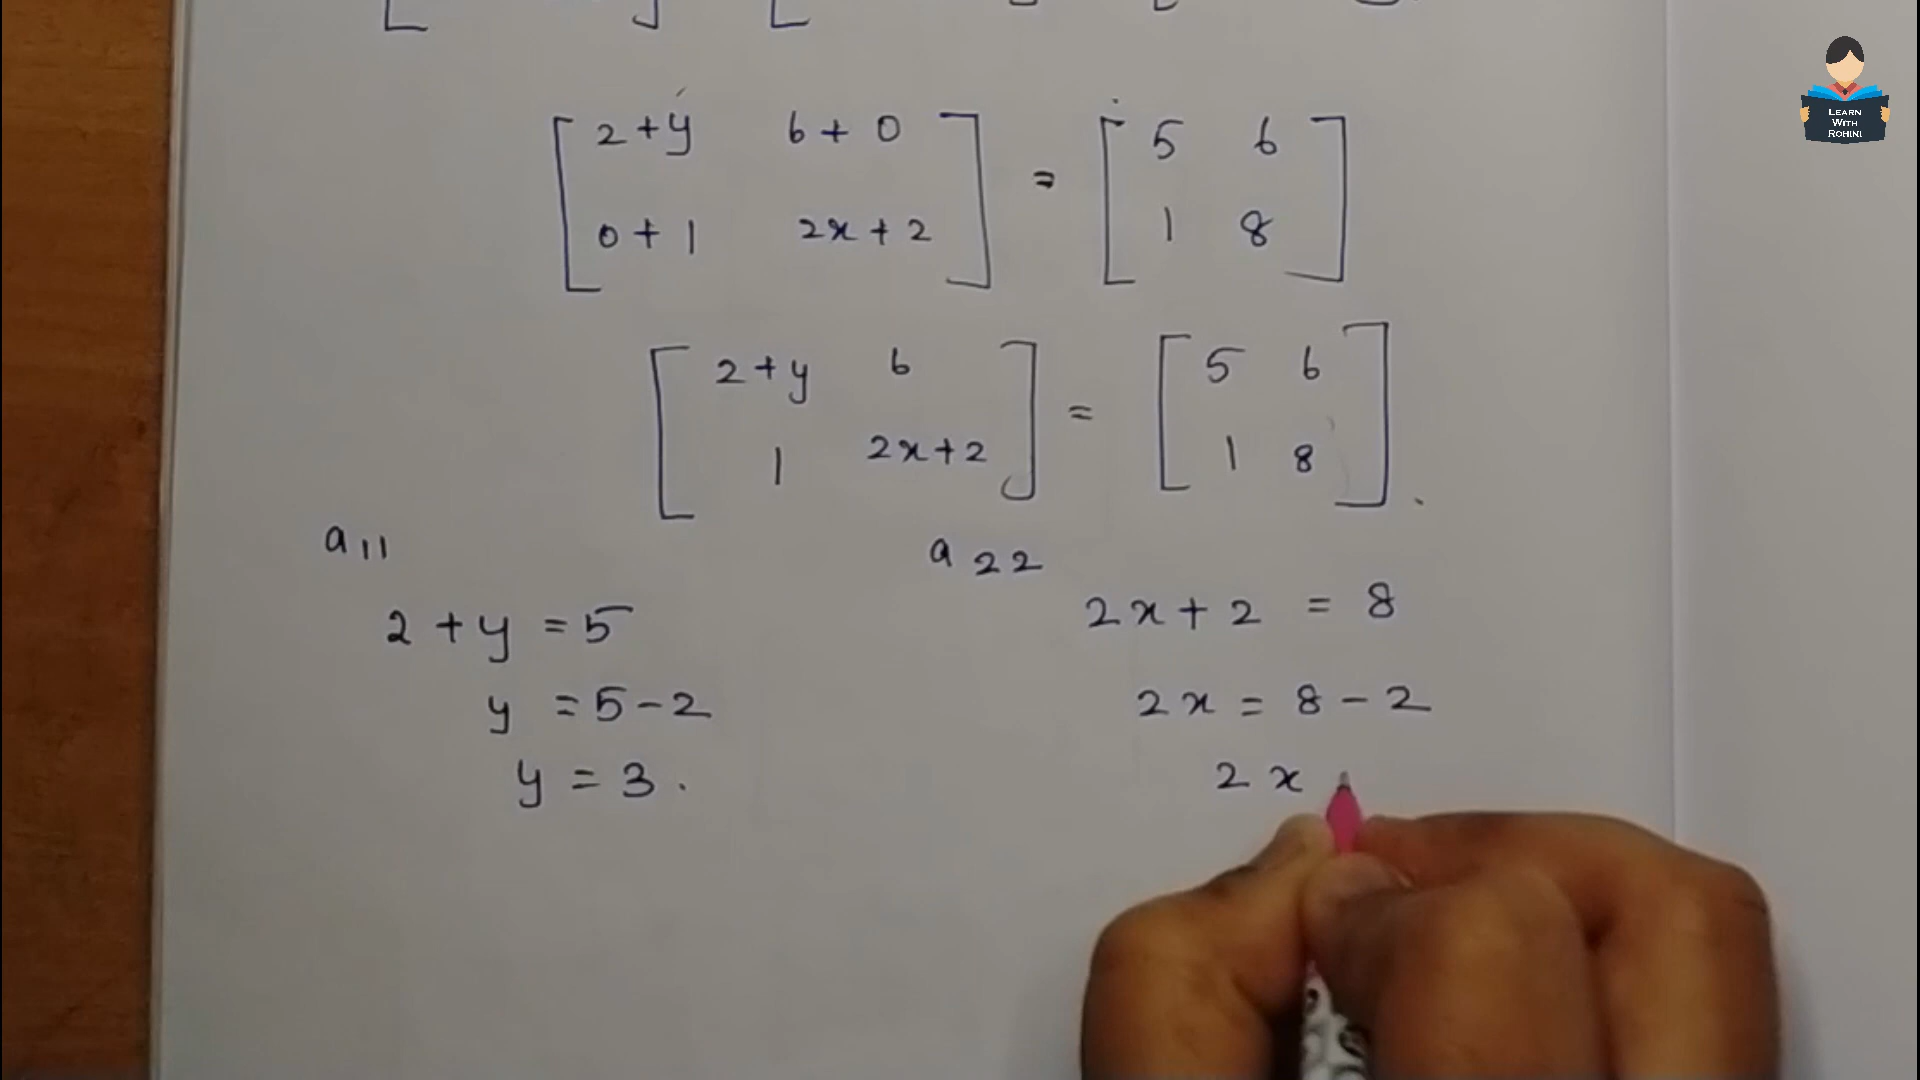 [ 2+y 6+0 ] = [ 5 6 ]
[ 0+1 2x+2 ] [ 1 8 ]
[ 2+y 6 ] = [ 5 6 ]
[ 1 2x+2 ] [ 1 8 ].
a11
2+y =5
y =5-2
y = 3.
a22
2x+2 = 8
2x = 8-2
2x
LEARN
WITH
ROHINI